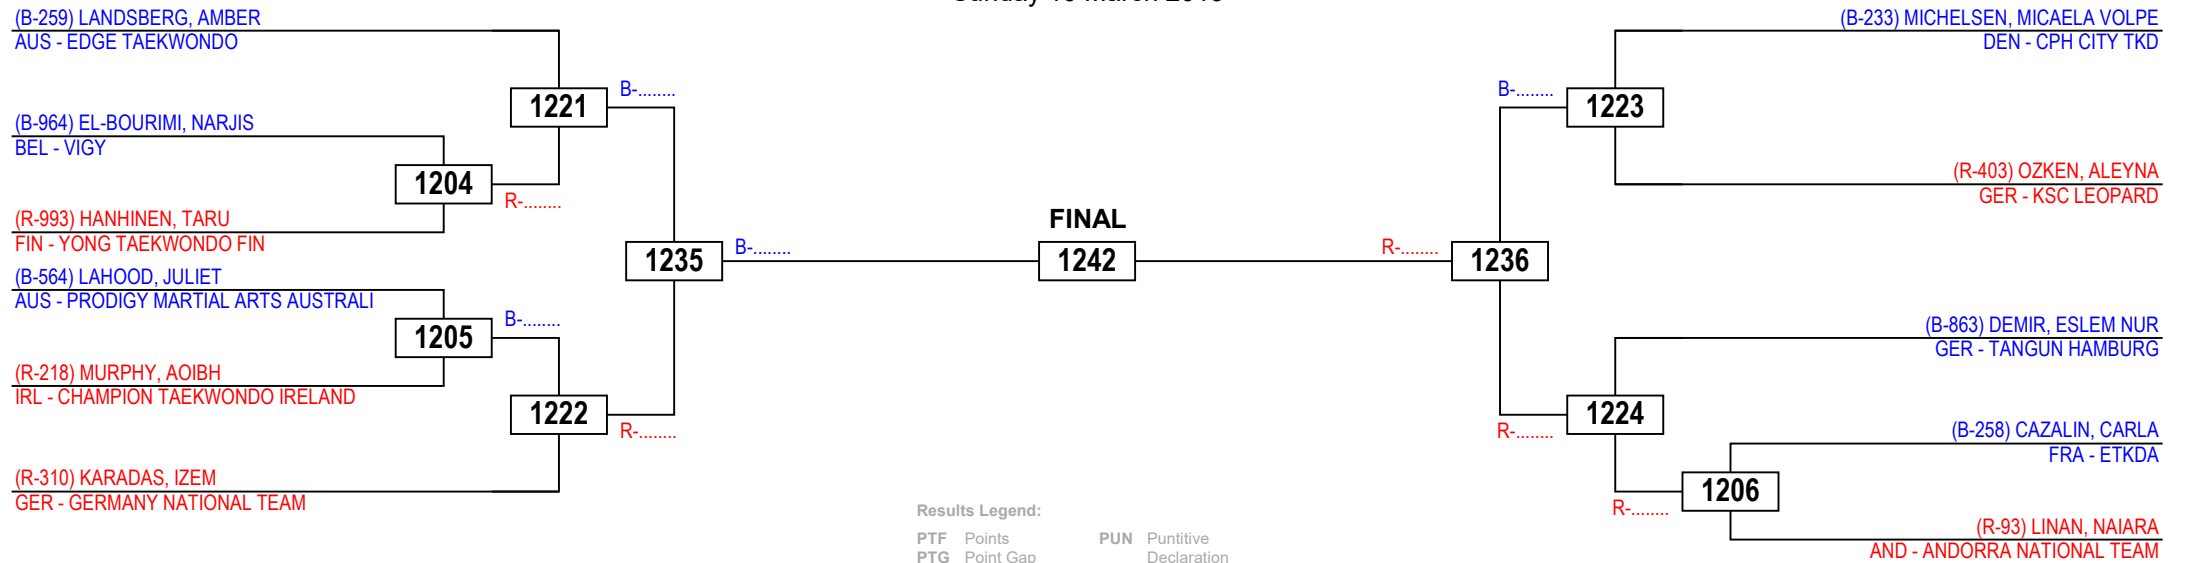 (B-259) LANDSBERG, AMBER
AUS - EDGE TAEKWONDO
(B-964) EL-BOURIMI, NARJIS
BEL - VIGY
(R-993) HANHINEN, TARU
FIN - YONG TAEKWONDO FIN
(B-564) LAHOOD, JULIET
AUS - PRODIGY MARTIAL ARTS AUSTRALI
(R-218) MURPHY, AOIBH
IRL - CHAMPION TAEKWONDO IRELAND
(R-310) KARADAS, IZEM
GER - GERMANY NATIONAL TEAM
1204
R-........
1205
B-........
1221
B-........
1222
R-........
1235
B-........
FINAL
1242
R-........
1236
B-........
1223
R-........
1224
R-........
1206
(B-233) MICHELSEN, MICAELA VOLPE
DEN - CPH CITY TKD
(R-403) OZKEN, ALEYNA
GER - KSC LEOPARD
(B-863) DEMIR, ESLEM NUR
GER - TANGUN HAMBURG
(B-258) CAZALIN, CARLA
FRA - ETKDA
(R-93) LINAN, NAIARA
AND - ANDORRA NATIONAL TEAM
Results Legend:
PTF Points PUN Puntitive
PTG Point Gap Declaration